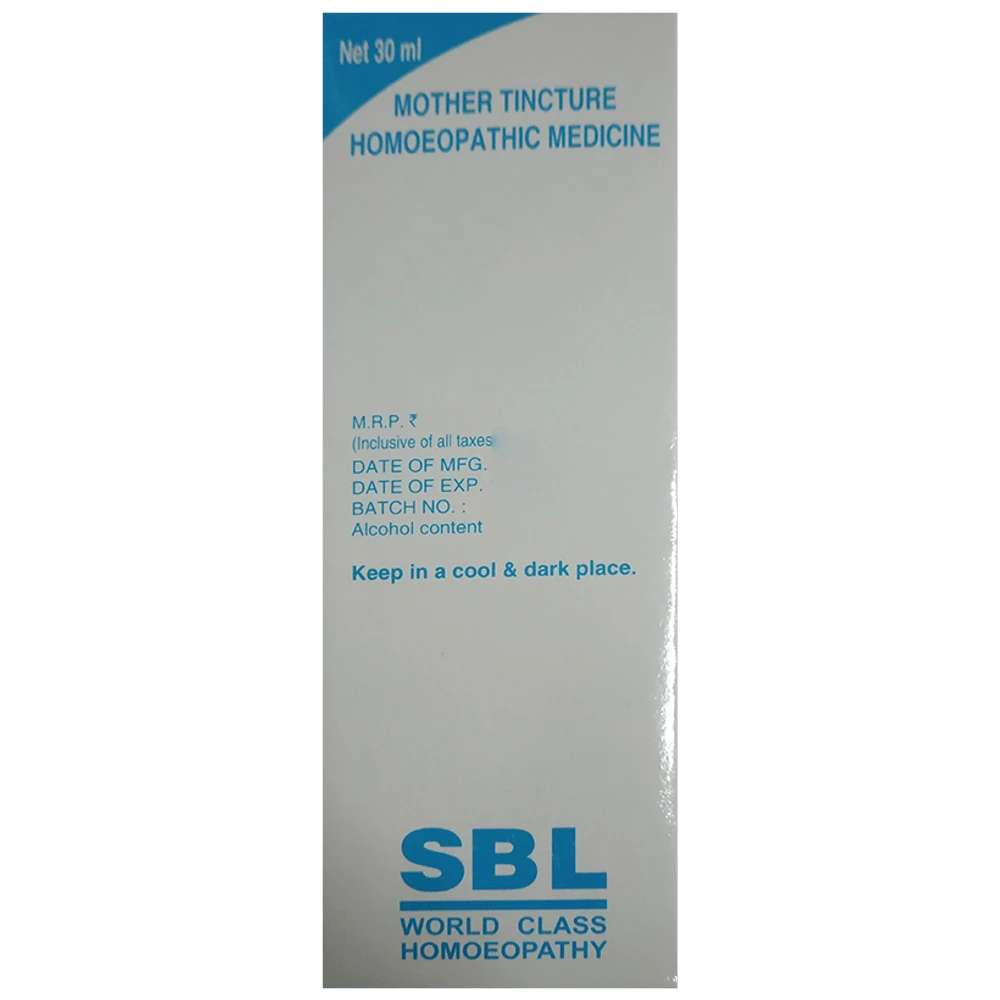 Net 30 ml
MOTHER TINCTURE
HOMOEOPATHIC MEDICINE
M.R.P. ₹
(Inclusive of all taxes
DATE OF MFG.
DATE OF EXP.
BATCH NO. :
Alcohol content
Keep in a cool & dark place.
SBL
WORLD CLASS
HOMOEOPATHY